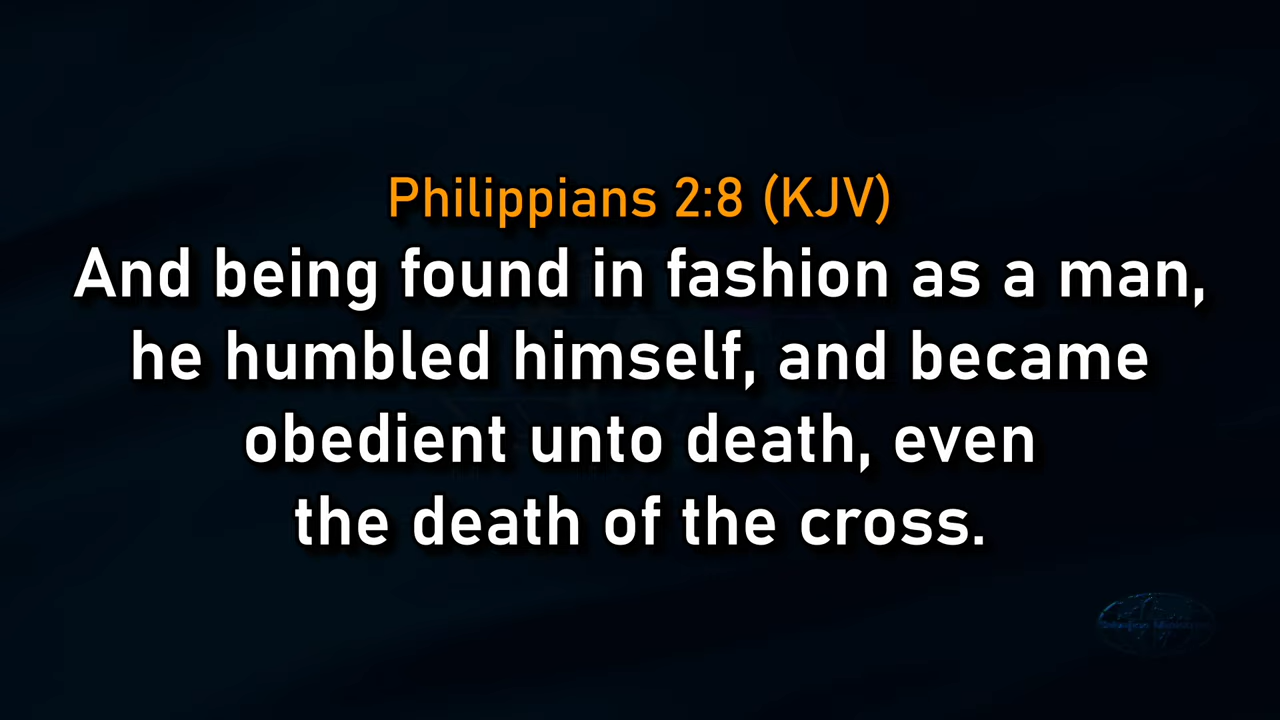 Philippians 2:8 (KJV)
And being found in fashion as a man,
he humbled himself, and became
obedient unto death, even
the death of the cross.